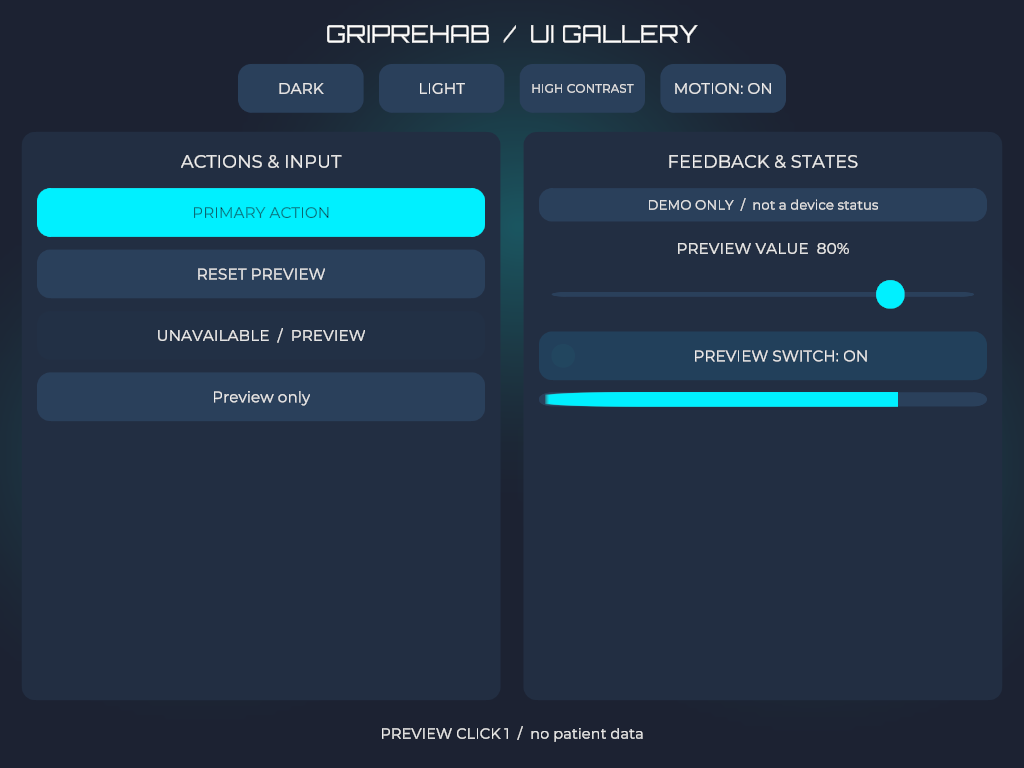 GRIPREHAB / UI GALLERY
DARK
LIGHT
HIGH CONTRAST
MOTION: ON
ACTIONS & INPUT
PRIMARY ACTION
RESET PREVIEW
UNAVAILABLE / PREVIEW
Preview only
FEEDBACK & STATES
DEMO ONLY / not a device status
PREVIEW VALUE 80%
PREVIEW SWITCH: ON
PREVIEW CLICK 1 / no patient data